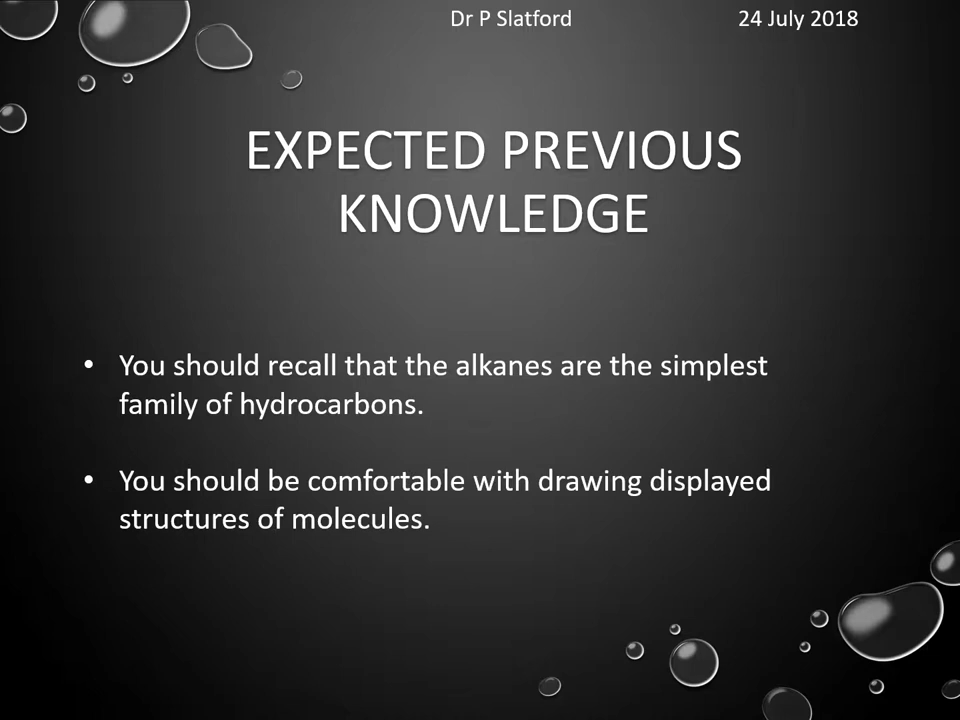 Dr P Slatford 24 July 2018
EXPECTED PREVIOUS
KNOWLEDGE
• You should recall that the alkanes are the simplest
family of hydrocarbons.
• You should be comfortable with drawing displayed
structures of molecules.